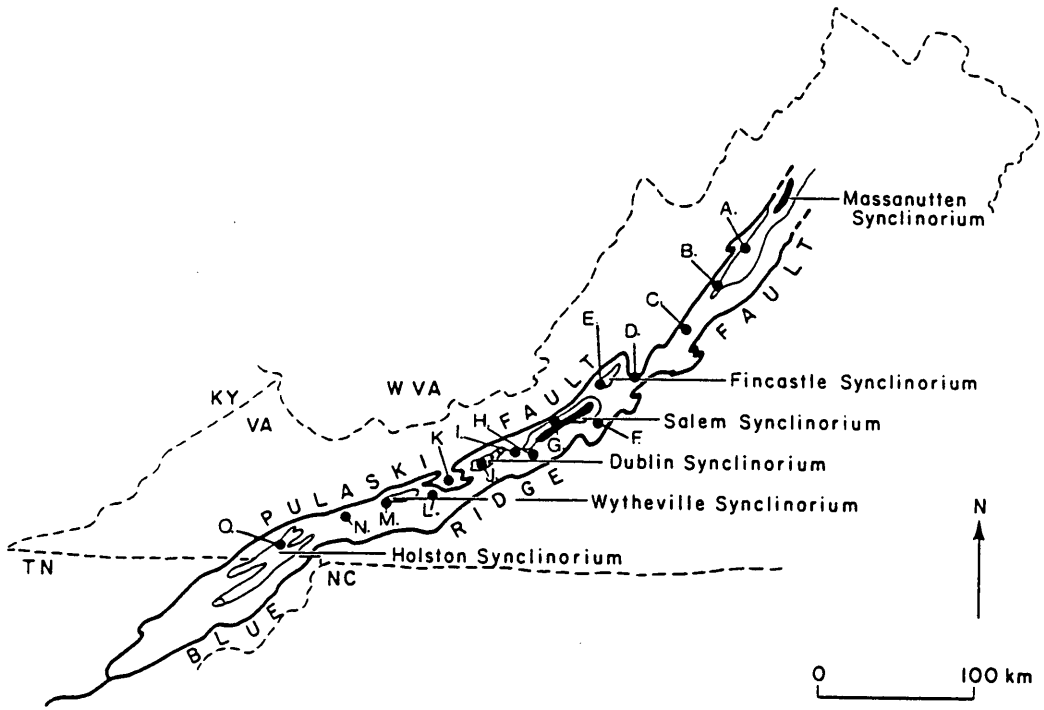 Massanutten
Synclinorium
A.
B.
C.
FAULT
E.
D.
Fincastle Synclinorium
KY
VA
W VA
FAULT
H.
Salem Synclinorium
F.
G.
I.
K
Dublin Synclinorium
J.
PULASKI
RIDGE
L.
Wytheville Synclinorium
M.
N.
O.
N
Holston Synclinorium
TN
NC
BLUE
0
100 km